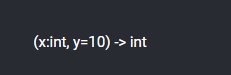 (x:int, y=10) -> int